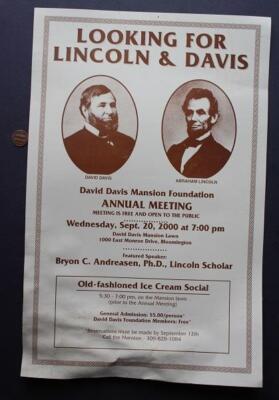 LOOKING FOR
LINCOLN & DAVIS
DAVID DAVIS
ABRAHAM LINCOLN
David Davis Mansion Foundation
ANNUAL MEETING
MEETING IS FREE AND OPEN TO THE PUBLIC
Wednesday, Sept. 20, 2000 at 7:00 pm
David Davis Mansion Lawn
1000 East Monroe Drive, Bloomington
Featured Speaker:
Bryon C. Andreasen, Ph.D., Lincoln Scholar
Old-fashioned Ice Cream Social
5:30 - 7:00 pm, on the Mansion lawn
(prior to the Annual Meeting)
General Admission: $5.00/person*
David Davis Foundation Members: Free*
*Reservations must be made by September 12th
Call the Mansion - 309-828-1084